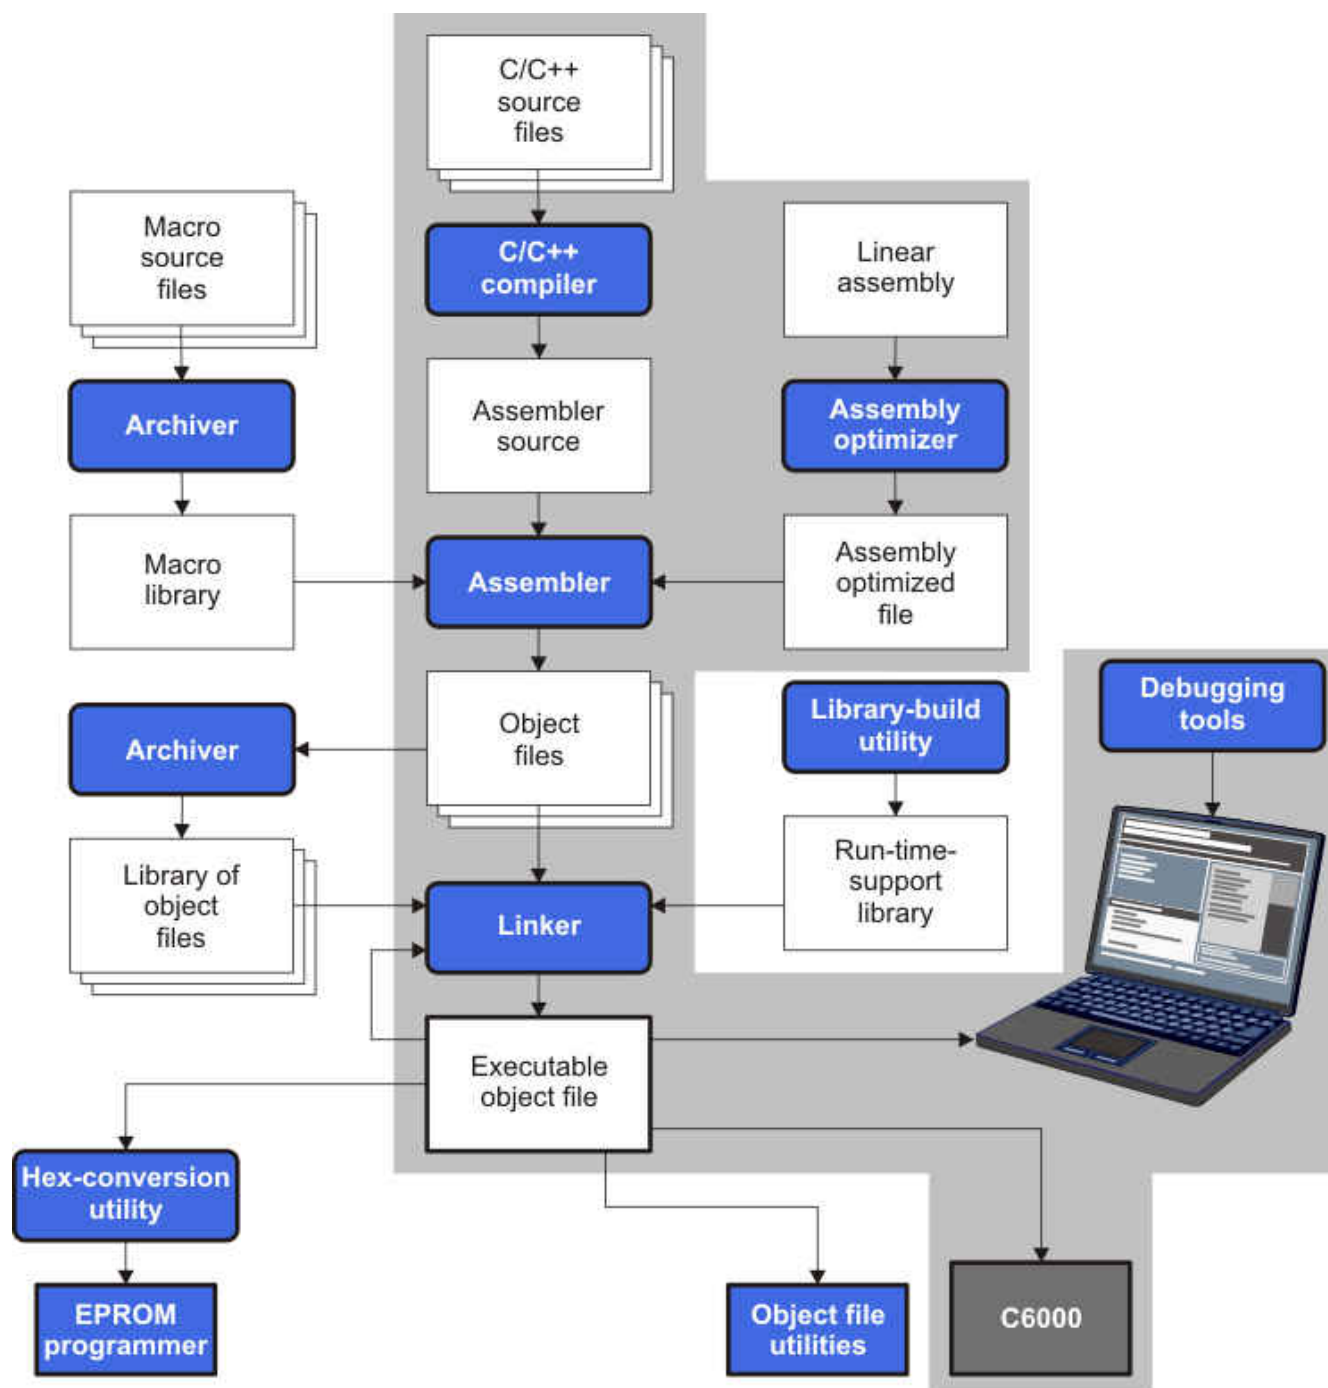 C/C++
source
files
Macro
source
files
C/C++
compiler
Linear
assembly
Archiver
Assembler
source
Assembly
optimizer
Macro
library
Assembler
Assembly
optimized
file
Archiver
Object
files
Library-build
utility
Debugging
tools
Library of
object
files
Linker
Run-time-
support
library
Executable
object file
Hex-conversion
utility
EPROM
programmer
Object file
utilities
C6000